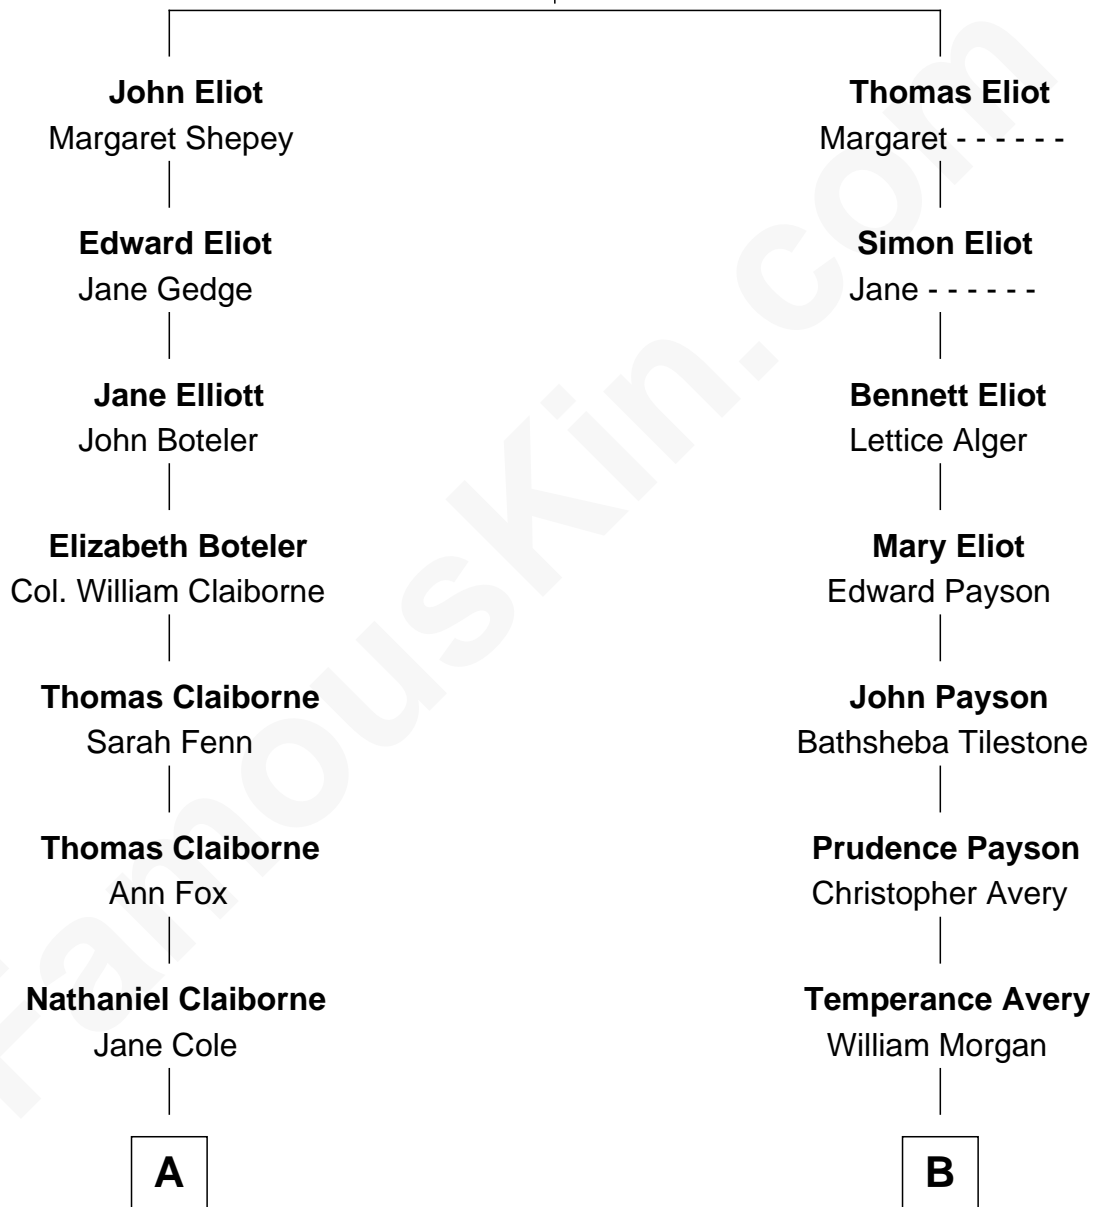 John Eliot
Margaret Shepey
Edward Eliot
Jane Gedge
Jane Elliott
John Boteler
Elizabeth Boteler
Col. William Claiborne
Thomas Claiborne
Sarah Fenn
Thomas Claiborne
Ann Fox
Nathaniel Claiborne
Jane Cole
A
Thomas Eliot
Margaret - - - - - -
Simon Eliot
Jane - - - - - -
Bennett Eliot
Lettice Alger
Mary Eliot
Edward Payson
John Payson
Bathsheba Tilestone
Prudence Payson
Christopher Avery
Temperance Avery
William Morgan
B
FamousKin.com